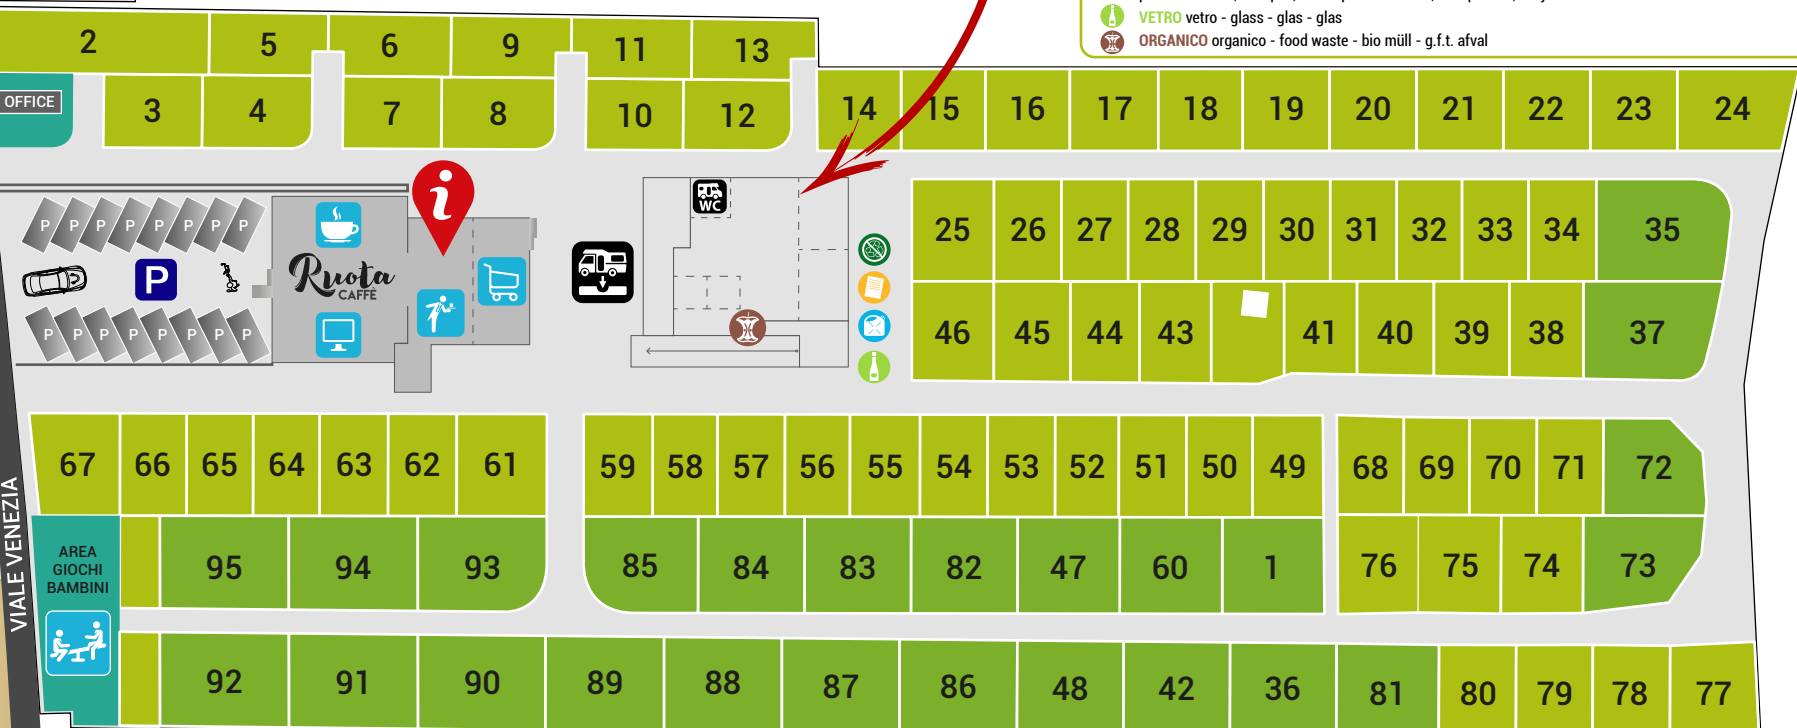 VETRO vetro - glass - glas - glas
ORGANICO organico - food waste - bio müll - g.f.t. afval
2 5 6 9 11 13
OFFICE
3 4 7 8 10 12
14 15 16 17 18 19 20 21 22 23 24
i
WC
P P P P P P P P
25 26 27 28 29 30 31 32 33 34 35
P
Ruota
CAFFÈ
P P P P P P P P
46 45 44 43 41 40 39 38 37
67 66 65 64 63 62 61 59 58 57 56 55 54 53 52 51 50 49 68 69 70 71 72
VIALE VENEZIA
AREA
GIOCHI
BAMBINI
95 94 93 85 84 83 82 47 60 1 76 75 74 73
92 91 90 89 88 87 86 48 42 36 81 80 79 78 77